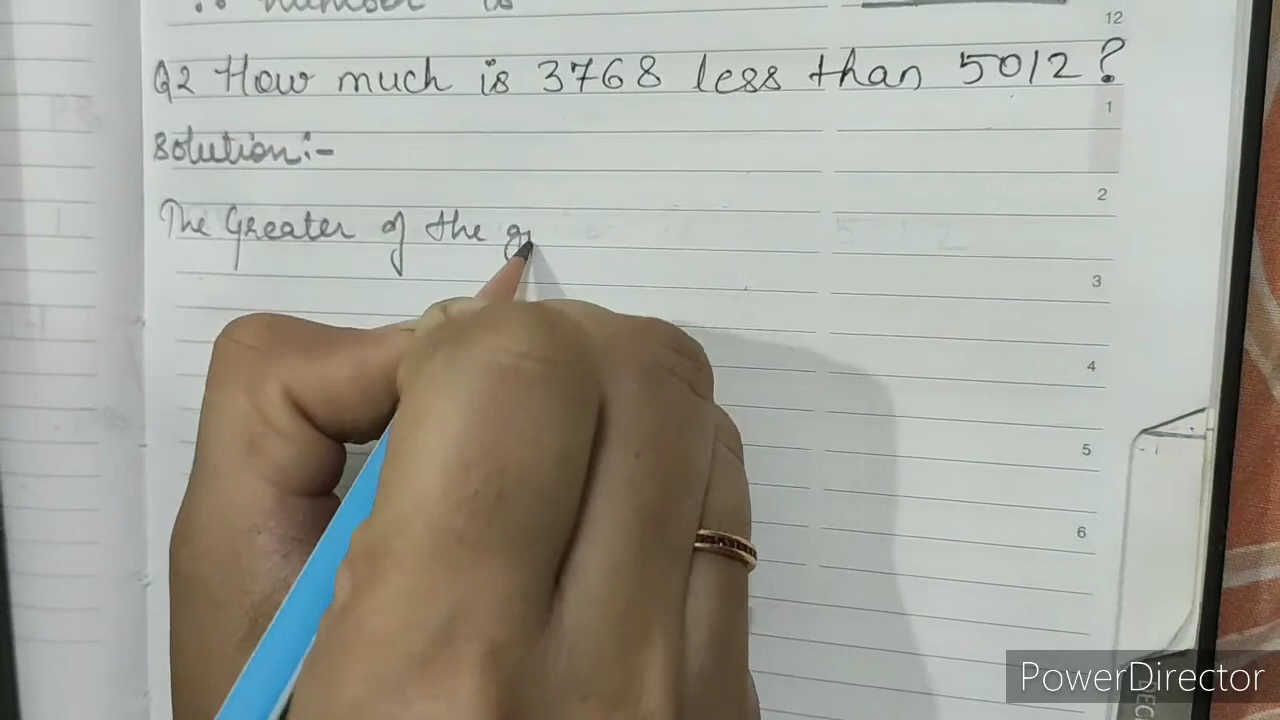 12
Q2 How much is 3768 less than 5012?
1
Solution:-
2
The Greater of the
3
4
5
6
PowerDirector